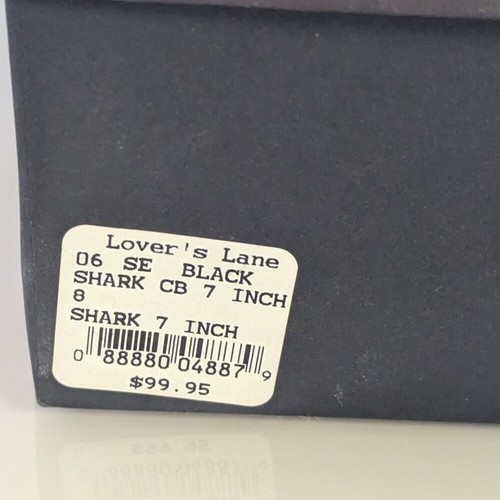 Lover's Lane
06 SE BLACK
SHARK CB 7 INCH
8
SHARK 7 INCH
0 88880 04887 9
$99.95